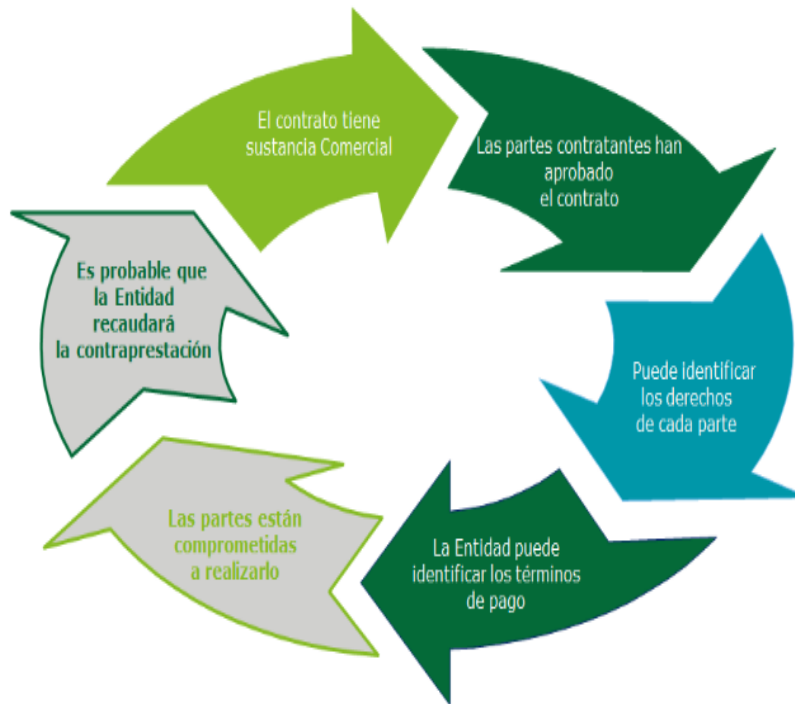 El contrato tiene
sustancia Comercial
Las partes contratantes han
aprobado
el contrato
Puede identificar
los derechos
de cada parte
La Entidad puede
identificar los términos
de pago
Las partes están
comprometidas
a realizarlo
Es probable que
la Entidad
recaudará
la contraprestación